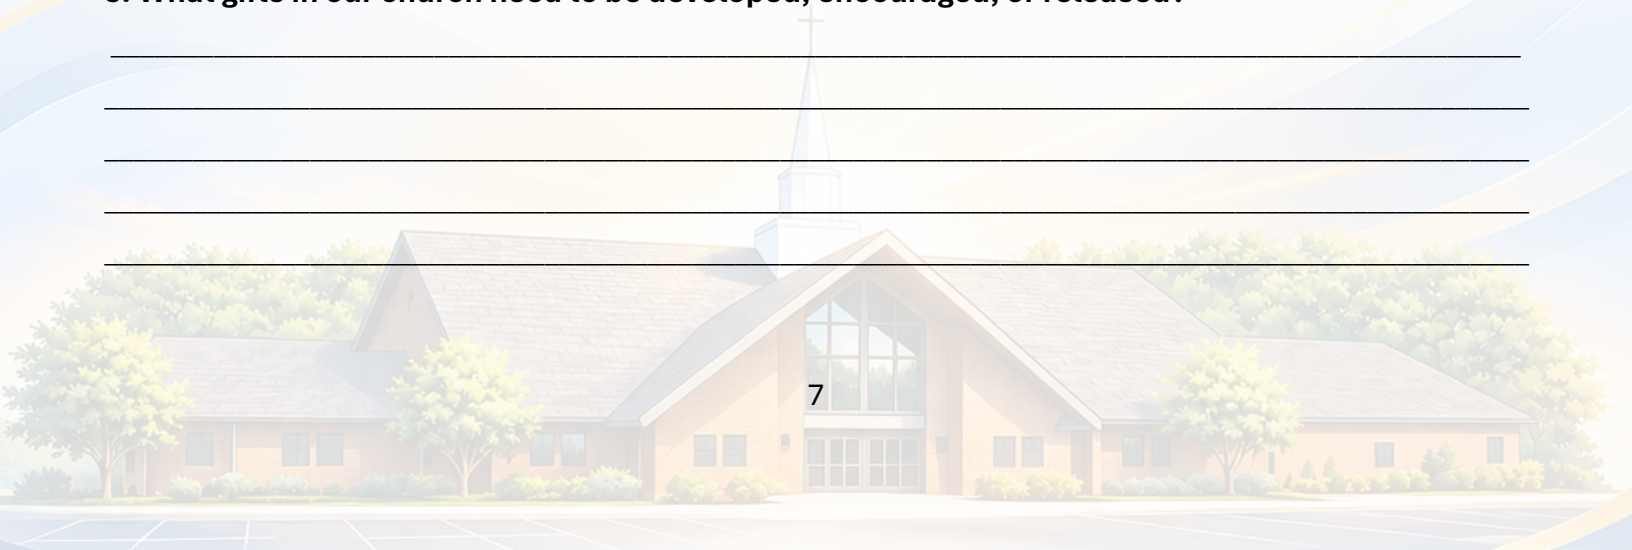 What gifts in our church need to be developed, encouraged, or released?
7